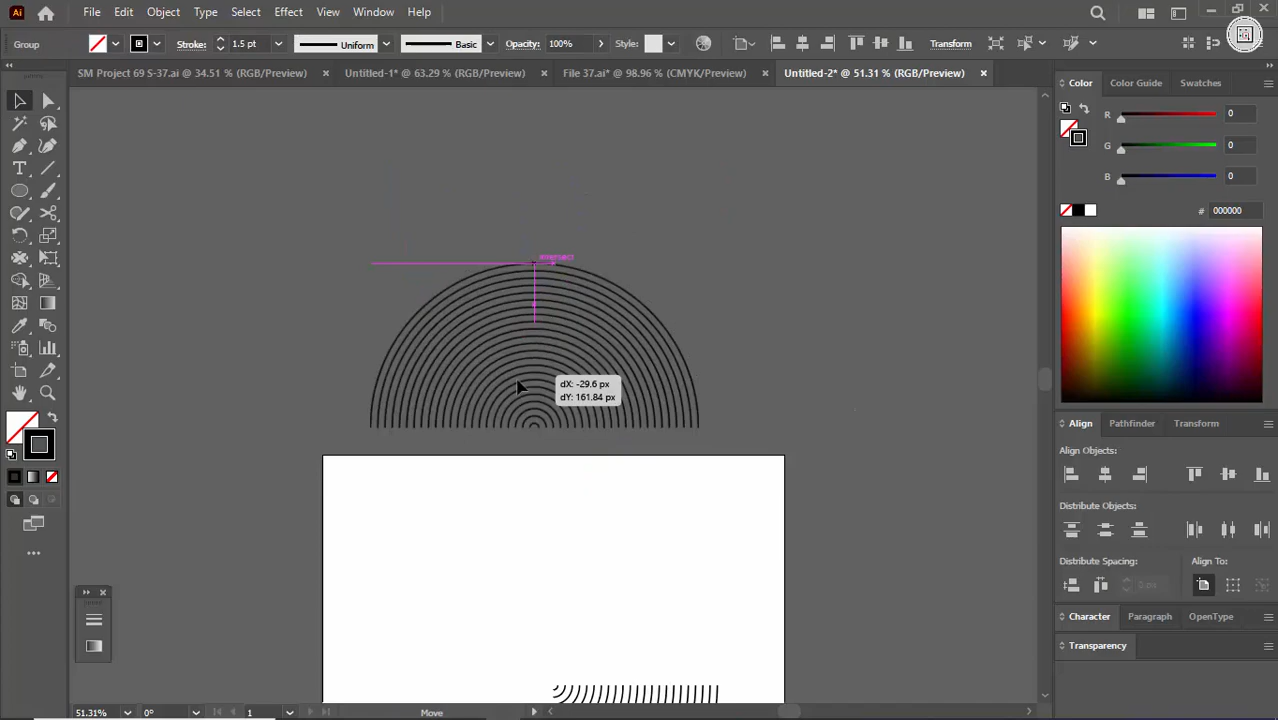 Ai File Edit Object Type Select Effect View Window Help
Group Stroke: 1.5 pt Uniform Basic Opacity: 100% Style: Transform
SM Project 69 S-37.ai @ 34.51 % (RGB/Preview) Untitled-1* @ 63.29 % (RGB/Preview) File 37.ai* @ 98.96 % (CMYK/Preview) Untitled-2* @ 51.31 % (RGB/Preview)
Color Color Guide Swatches
R 0
G 0
B 0
# 000000
dX: -29.6 px
dY: 161.84 px
Align Pathfinder Transform
Align Objects:
Distribute Objects:
Distribute Spacing: Align To:
0 px
Character Paragraph OpenType
Transparency
51.31% 0° 1 Move